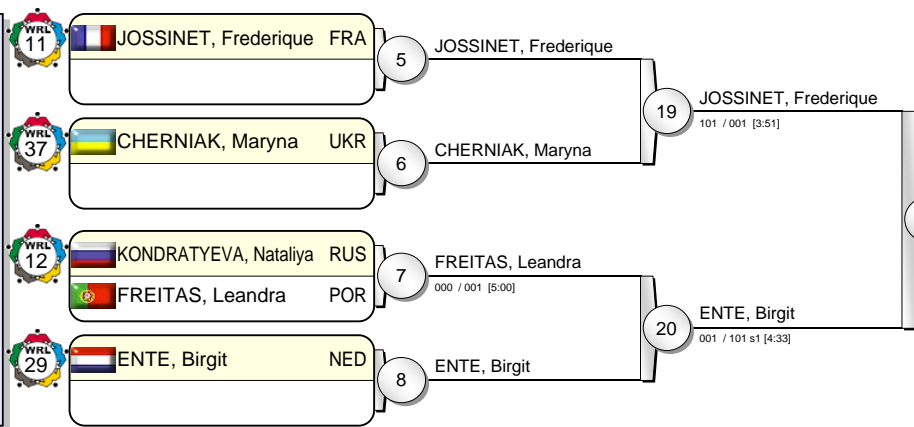 WRL
11
JOSSINET, Frederique FRA
5
JOSSINET, Frederique
WRL
37
CHERNIAK, Maryna UKR
6
CHERNIAK, Maryna
19
JOSSINET, Frederique
101 / 001 [3:51]
WRL
12
KONDRATYEVA, Nataliya RUS
FREITAS, Leandra POR
7
FREITAS, Leandra
000 / 001 [5:00]
WRL
29
ENTE, Birgit NED
8
ENTE, Birgit
20
ENTE, Birgit
001 / 101 s1 [4:33]